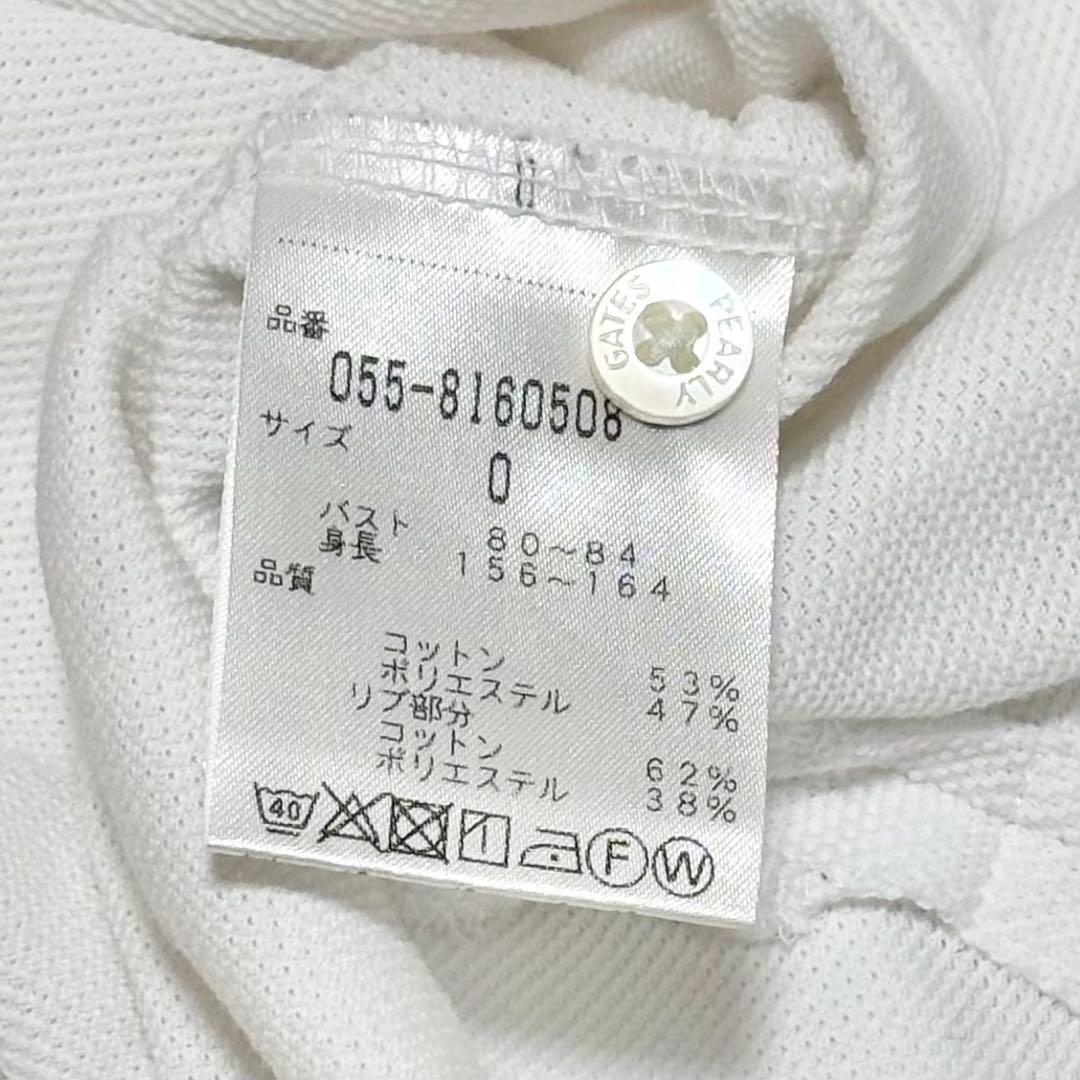 品番
055-8160508
サイズ
0
バスト 80～84
身長 156～164
品質
コットン 53%
ポリエステル 47%
リブ部分
コットン 62%
ポリエステル 38%
40 1 F W
PEARLY GATES